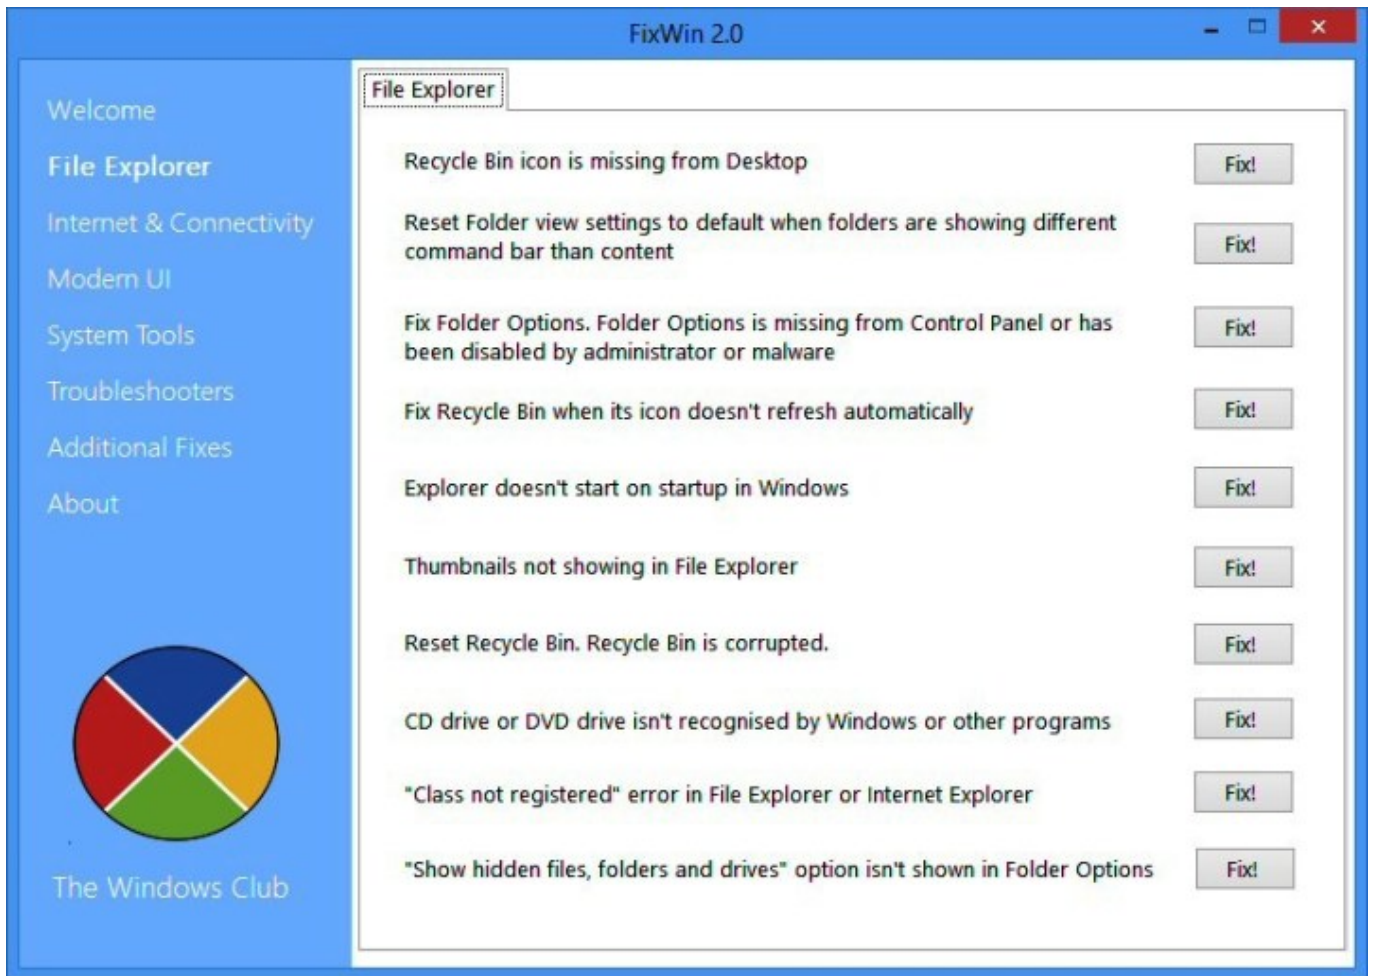 FixWin 2.0
Welcome
File Explorer
Internet & Connectivity
Modern UI
System Tools
Troubleshooters
Additional Fixes
About
The Windows Club
File Explorer
Recycle Bin icon is missing from Desktop
Fix!
Reset Folder view settings to default when folders are showing different
command bar than content
Fix!
Fix Folder Options. Folder Options is missing from Control Panel or has
been disabled by administrator or malware
Fix!
Fix Recycle Bin when its icon doesn't refresh automatically
Fix!
Explorer doesn't start on startup in Windows
Fix!
Thumbnails not showing in File Explorer
Fix!
Reset Recycle Bin. Recycle Bin is corrupted.
Fix!
CD drive or DVD drive isn't recognised by Windows or other programs
Fix!
"Class not registered" error in File Explorer or Internet Explorer
Fix!
"Show hidden files, folders and drives" option isn't shown in Folder Options
Fix!